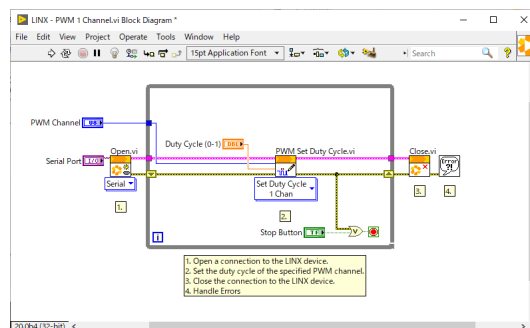 LINX - PWM 1 Channel.vi Block Diagram *
File Edit View Project Operate Tools Window Help
15pt Application Font
Search
PWM Channel
U8
Duty Cycle (0-1)
DBL
Open.vi
PWM Set Duty Cycle.vi
Close.vi
Serial Port
I/O
Error
?!
Serial
Set Duty Cycle
1 Chan
1.
2.
3.
4.
Stop Button
TF
V
i
1. Open a connection to the LINX device.
2. Set the duty cycle of the specified PWM channel.
3. Close the connection to the LINX device.
4. Handle Errors
20.0b4 (32-bit)